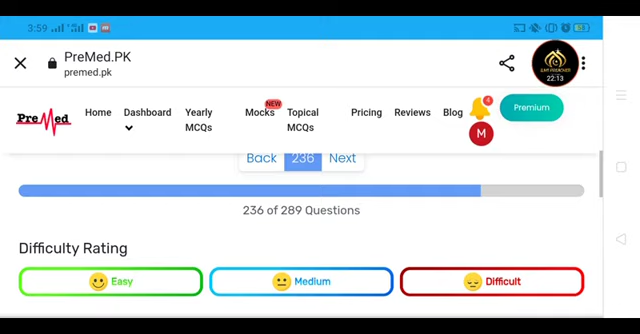 3:59
PreMed.PK
premed.pk
22:13
PreMed
Home
Dashboard
Yearly MCQs
Mocks
NEW
Topical MCQs
Pricing
Reviews
Blog
4
M
Premium
Back 236 Next
236 of 289 Questions
Difficulty Rating
Easy
Medium
Difficult